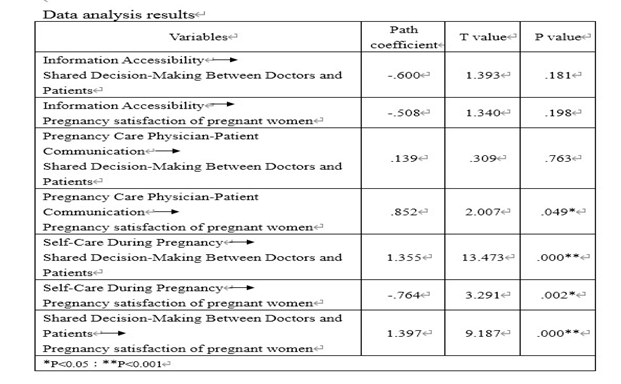 Data analysis results↵
Variables↵
Path
coefficient↵
T value↵
P value↵
Information Accessibility↵→
Shared Decision-Making Between Doctors and
Patients↵
-.600↵
1.393↵
.181↵
Information Accessibility↵→
Pregnancy satisfaction of pregnant women↵
-.508↵
1.340↵
.198↵
Pregnancy Care Physician-Patient
Communication↵→
Shared Decision-Making Between Doctors and
Patients↵
.139↵
.309↵
.763↵
Pregnancy Care Physician-Patient
Communication↵→
Pregnancy satisfaction of pregnant women↵
.852↵
2.007↵
.049*↵
Self-Care During Pregnancy↵→
Shared Decision-Making Between Doctors and
Patients↵
1.355↵
13.473↵
.000**↵
Self-Care During Pregnancy↵→
Pregnancy satisfaction of pregnant women↵
-.764↵
3.291↵
.002*↵
Shared Decision-Making Between Doctors and
Patients↵→
Pregnancy satisfaction of pregnant women↵
1.397↵
9.187↵
.000**↵
*P<0.05：**P<0.001↵